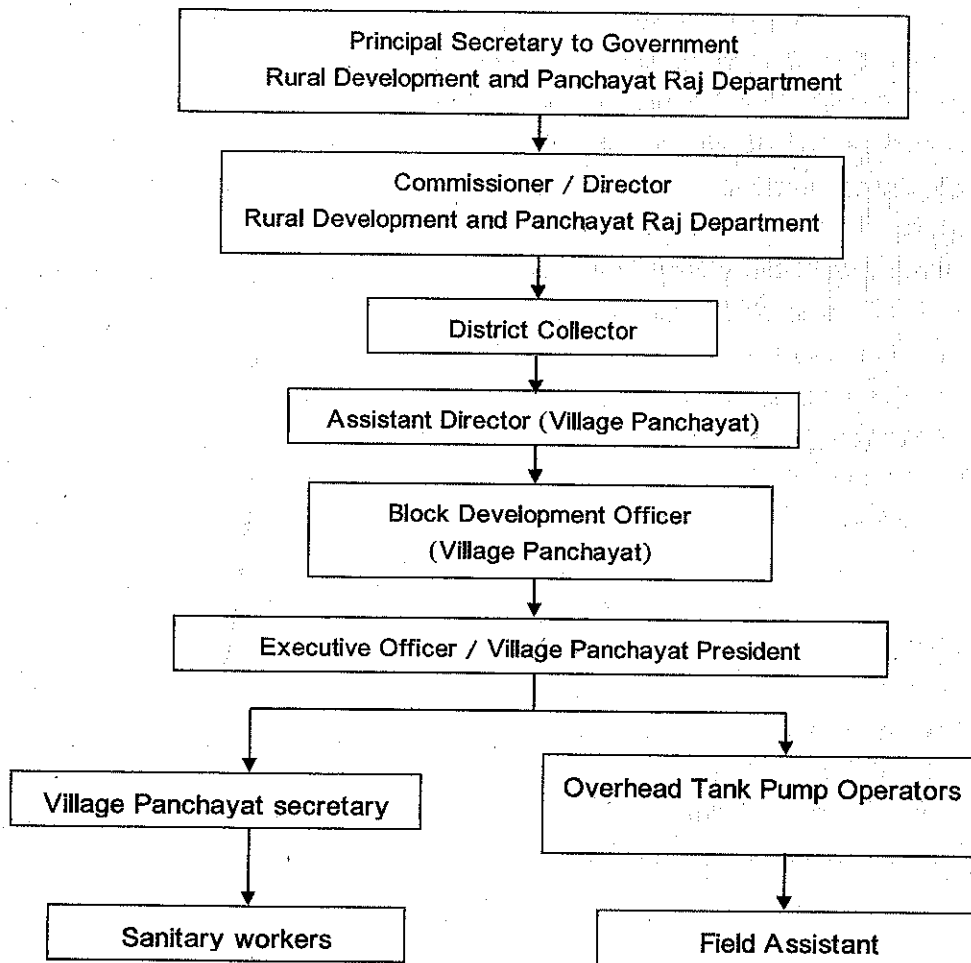 Principal Secretary to Government
Rural Development and Panchayat Raj Department
Commissioner / Director
Rural Development and Panchayat Raj Department
District Collector
Assistant Director (Village Panchayat)
Block Development Officer
(Village Panchayat)
Executive Officer / Village Panchayat President
Village Panchayat secretary
Overhead Tank Pump Operators
Sanitary workers
Field Assistant